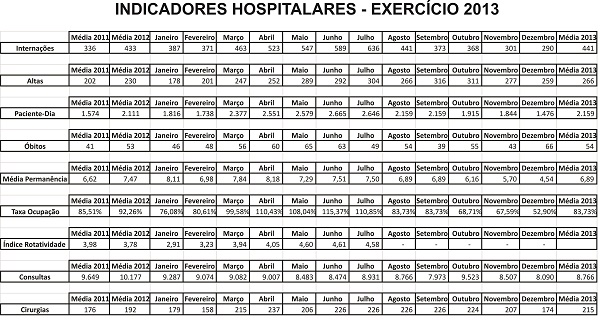 INDICADORES HOSPITALARES - EXERCÍCIO 2013
Média 2011 Média 2012 Janeiro Fevereiro Março Abril Maio Junho Julho Agosto Setembro Outubro Novembro Dezembro Média 2013
Internações 336 433 387 371 463 523 547 589 636 441 373 368 301 290 441
Média 2011 Média 2012 Janeiro Fevereiro Março Abril Maio Junho Julho Agosto Setembro Outubro Novembro Dezembro Média 2013
Altas 202 230 178 201 247 252 289 292 304 266 316 311 277 259 266
Média 2011 Média 2012 Janeiro Fevereiro Março Abril Maio Junho Julho Agosto Setembro Outubro Novembro Dezembro Média 2013
Paciente-Dia 1.574 2.111 1.816 1.738 2.377 2.551 2.579 2.665 2.646 2.159 2.159 1.915 1.844 1.476 2.159
Média 2011 Média 2012 Janeiro Fevereiro Março Abril Maio Junho Julho Agosto Setembro Outubro Novembro Dezembro Média 2013
Óbitos 41 53 46 48 56 60 65 63 49 54 39 55 43 66 54
Média 2011 Média 2012 Janeiro Fevereiro Março Abril Maio Junho Julho Agosto Setembro Outubro Novembro Dezembro Média 2013
Média Permanência 6,62 7,47 8,11 6,98 7,84 8,18 7,29 7,51 7,50 6,89 6,89 6,16 5,70 4,54 6,89
Média 2011 Média 2012 Janeiro Fevereiro Março Abril Maio Junho Julho Agosto Setembro Outubro Novembro Dezembro Média 2013
Taxa Ocupação 85,51% 92,26% 76,08% 80,61% 99,58% 110,43% 108,04% 115,37% 110,85% 83,73% 83,73% 68,71% 67,59% 52,90% 83,73%
Média 2011 Média 2012 Janeiro Fevereiro Março Abril Maio Junho Julho Agosto Setembro Outubro Novembro Dezembro Média 2013
Índice Rotatividade 3,98 3,78 2,91 3,23 3,94 4,05 4,60 4,61 4,58 - - - - -
Média 2011 Média 2012 Janeiro Fevereiro Março Abril Maio Junho Julho Agosto Setembro Outubro Novembro Dezembro Média 2013
Consultas 9.649 10.177 9.287 9.074 9.082 9.007 8.483 8.474 8.931 8.766 7.973 9.523 8.507 8.090 8.766
Média 2011 Média 2012 Janeiro Fevereiro Março Abril Maio Junho Julho Agosto Setembro Outubro Novembro Dezembro Média 2013
Cirurgias 176 192 179 158 215 237 206 226 226 226 226 224 207 174 215